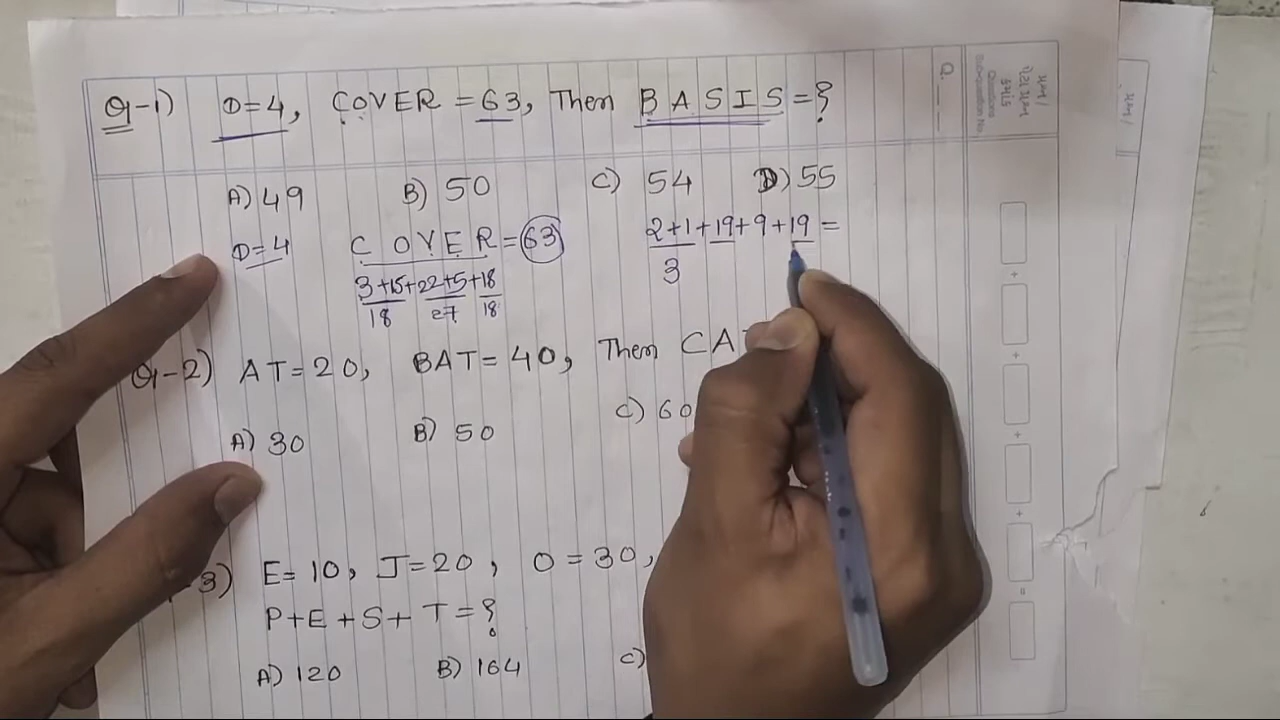 Q-1) D=4, COVER=63, Then BASIS=?
A) 49 B) 50 C) 54 D) 55
D=4 C OVER=63 2+1+19+9+19=
3+15+22+5+18 3
18 27 18
Q-2) AT=20, BAT=40, Then CA
A) 30 B) 50 C) 60
3) E=10, J=20, O=30,
P+E+S+T=?
A) 120 B) 164 C)
Q.